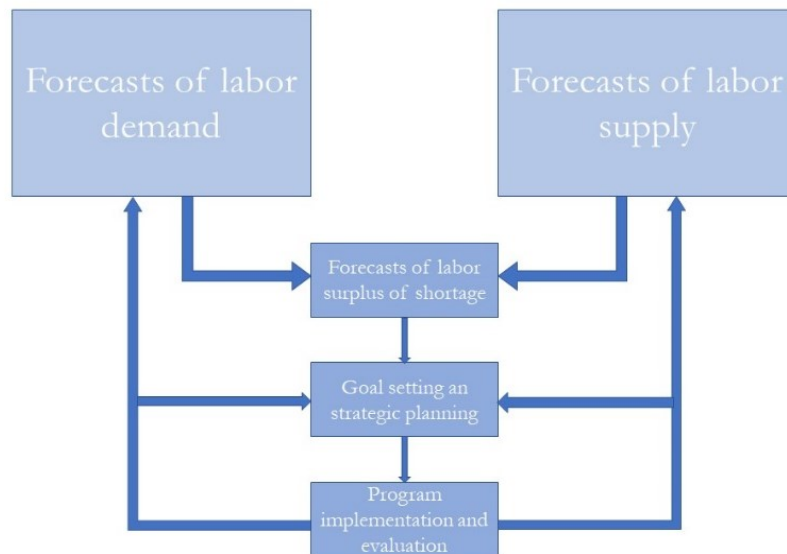 Forecasts of labor
demand
Forecasts of labor
supply
Forecasts of labor
surplus of shortage
Goal setting an
strategic planning
Program
implementation and
evaluation